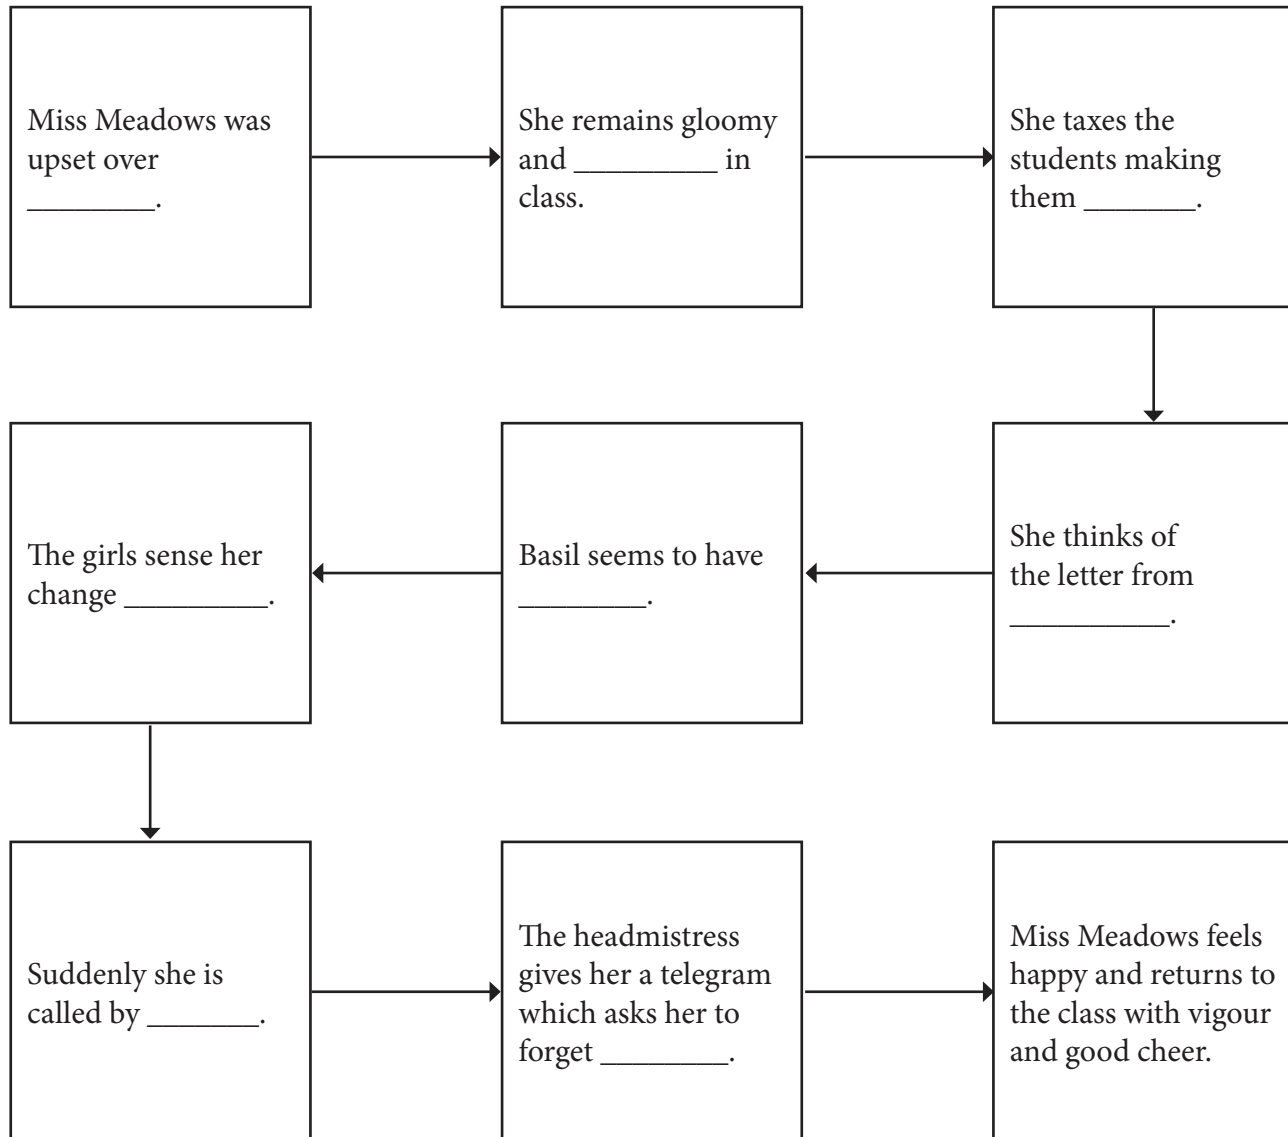 Miss Meadows was
upset over
________.
She remains gloomy
and _________ in
class.
She taxes the
students making
them _______.
She thinks of
the letter from
__________.
Basil seems to have
________.
The girls sense her
change _________.
Suddenly she is
called by _______.
The headmistress
gives her a telegram
which asks her to
forget ________.
Miss Meadows feels
happy and returns to
the class with vigour
and good cheer.